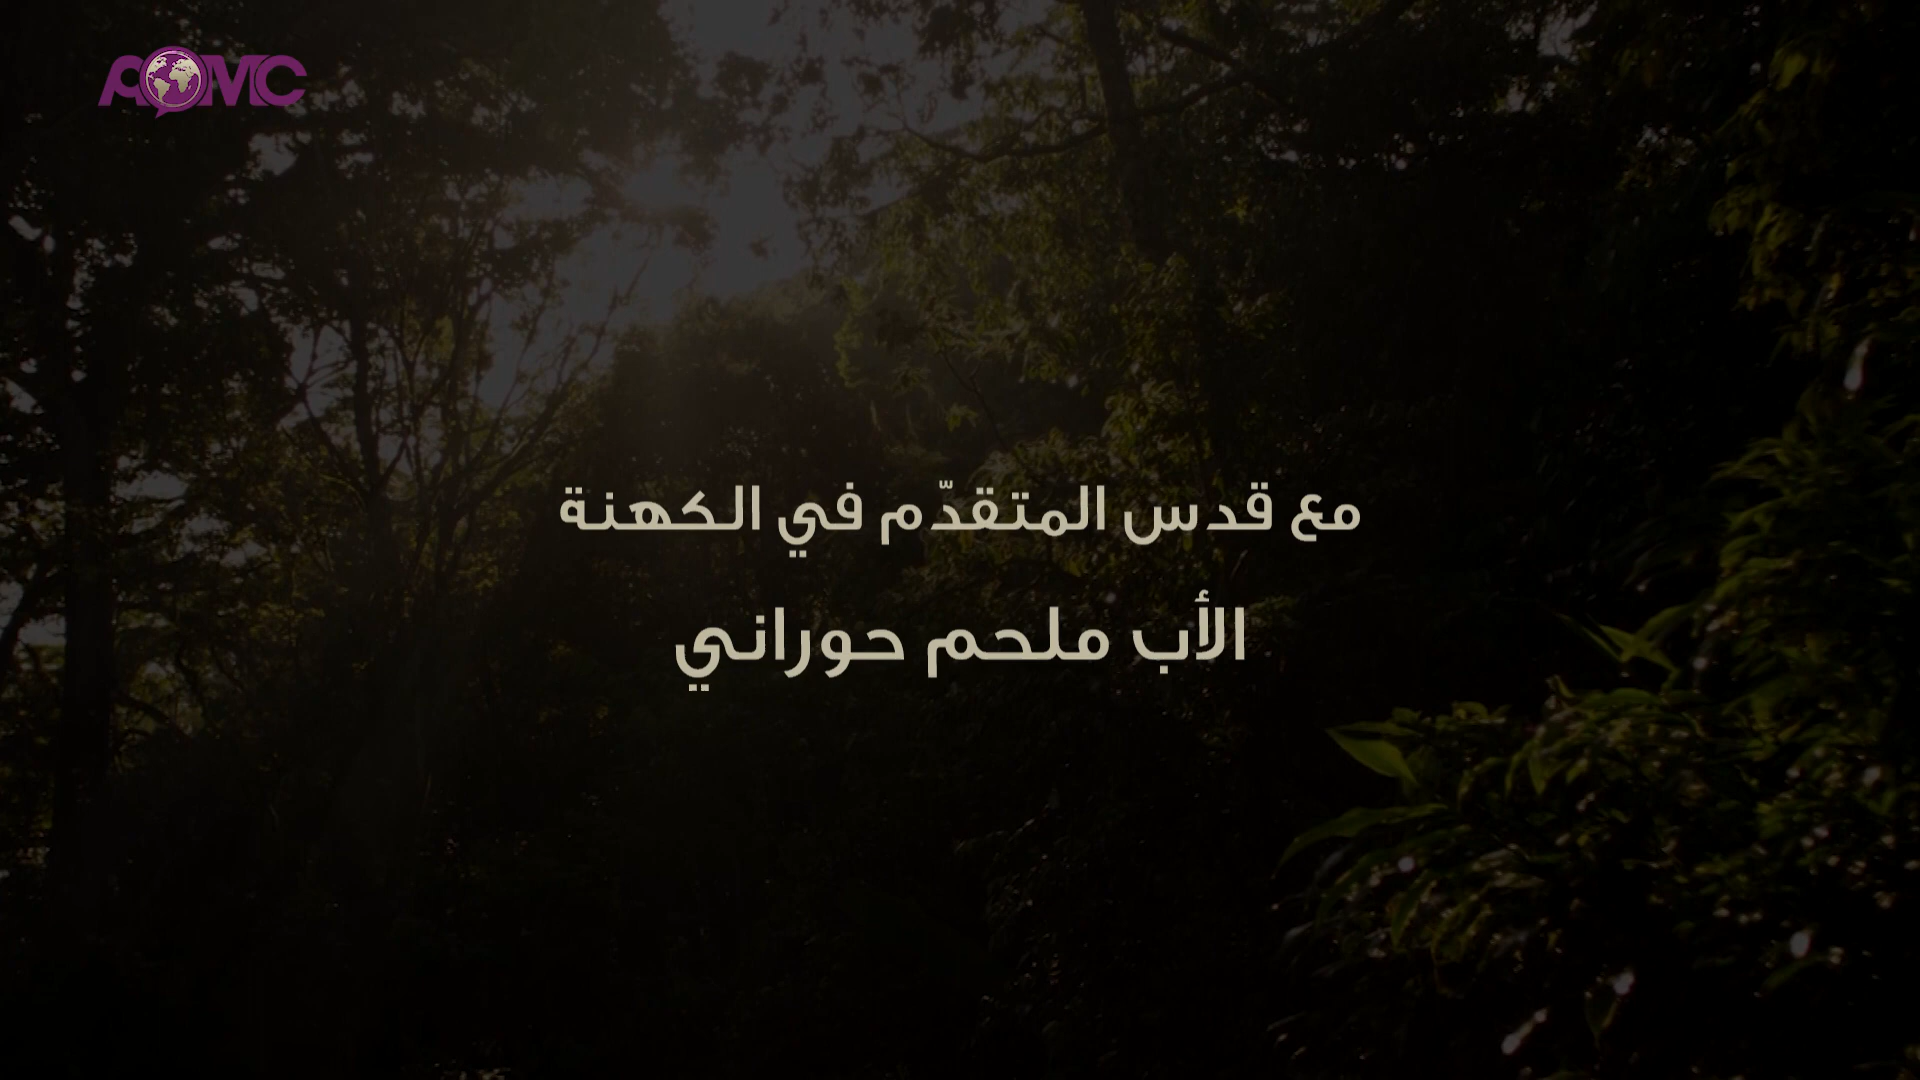 AOMC
مع قدس المتقدّم في الكهنة
الأب ملحم حوراني